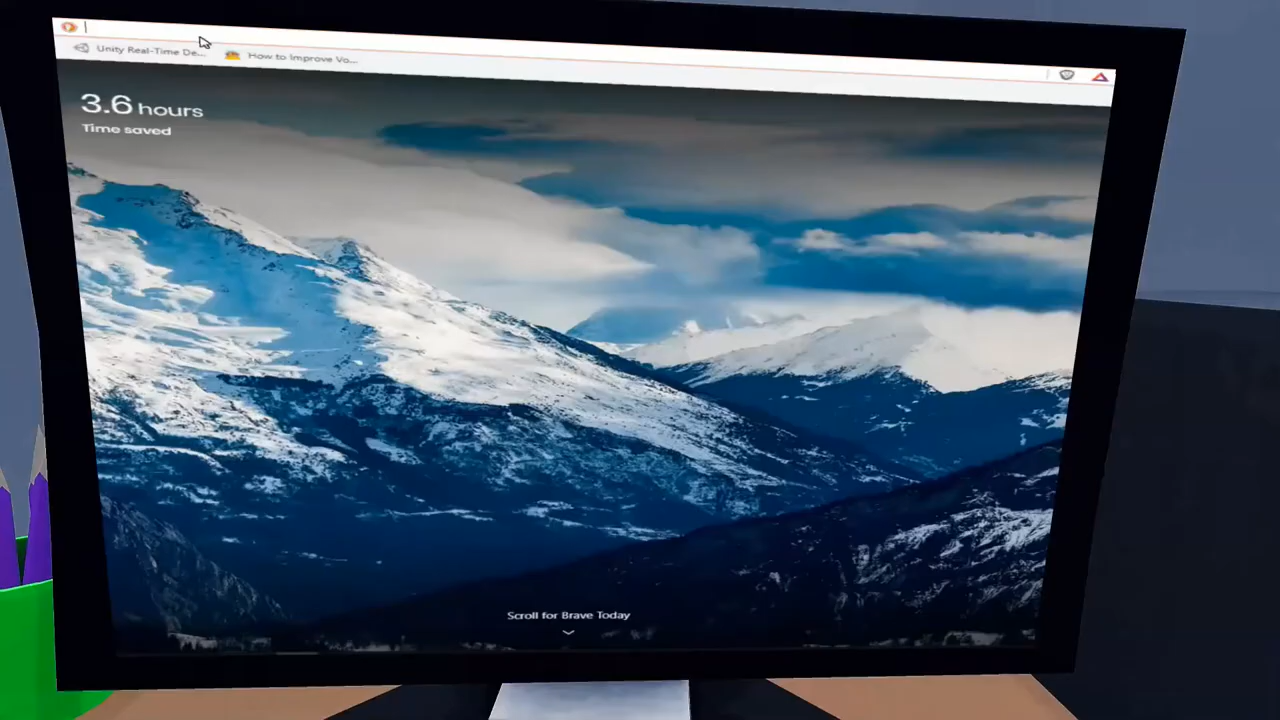 Unity Real-Time De...
How to Improve Vo...
3.6 hours
Time saved
Scroll for Brave Today